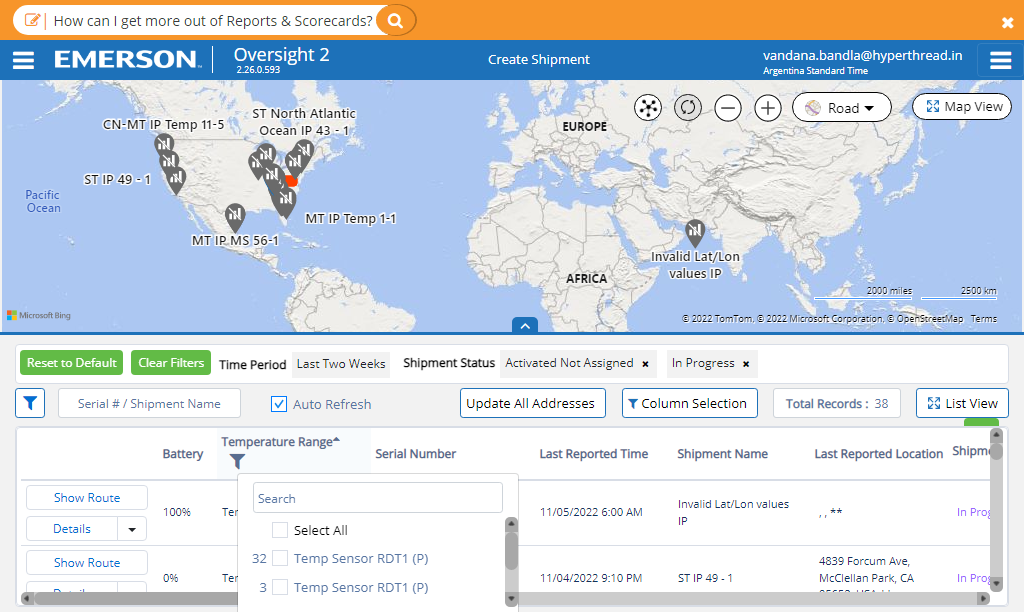 How can I get more out of Reports & Scorecards?
EMERSON
Oversight 2
2.26.0.593
Create Shipment
vandana.bandla@hyperthread.in
Argentina Standard Time
CN-MT IP Temp 11-5
ST North Atlantic
Ocean IP 43 - 1
ST IP 49 - 1
Pacific
Ocean
MT IP Temp 1-1
MT IP MS 56-1
EUROPE
AFRICA
Invalid Lat/Lon
values IP
Road
Map View
2000 miles
2500 km
Microsoft Bing
© 2022 TomTom, © 2022 Microsoft Corporation, © OpenStreetMap Terms
Reset to Default
Clear Filters
Time Period
Last Two Weeks
Shipment Status
Activated Not Assigned ×
In Progress ×
Serial # / Shipment Name
Auto Refresh
Update All Addresses
Column Selection
Total Records : 38
List View
Battery
Temperature Range
Serial Number
Last Reported Time
Shipment Name
Last Reported Location
Shipme
Show Route
Details
100%
Ter
11/05/2022 6:00 AM
Invalid Lat/Lon values
IP
, , **
In Prog
Search
Select All
32 Temp Sensor RDT1 (P)
3 Temp Sensor RDT1 (P)
Show Route
0%
Ter
11/04/2022 9:10 PM
ST IP 49 - 1
4839 Forcum Ave,
McClellan Park, CA
In Prog